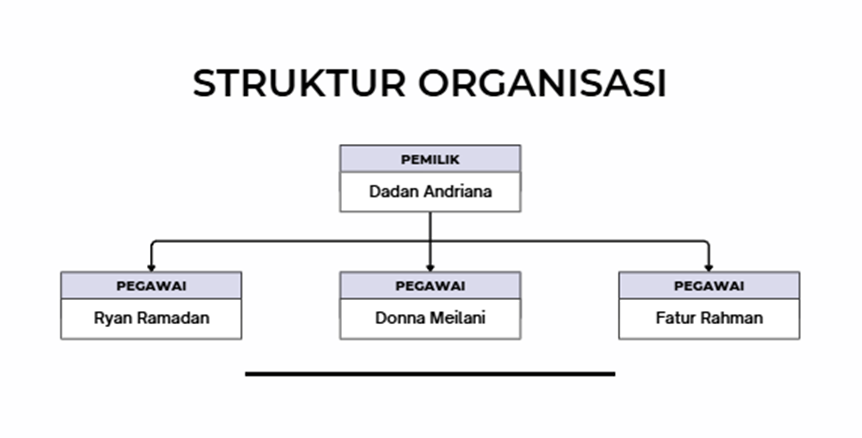 STRUKTUR ORGANISASI
PEMILIK
Dadan Andriana
PEGAWAI
Ryan Ramadan
PEGAWAI
Donna Meilani
PEGAWAI
Fatur Rahman